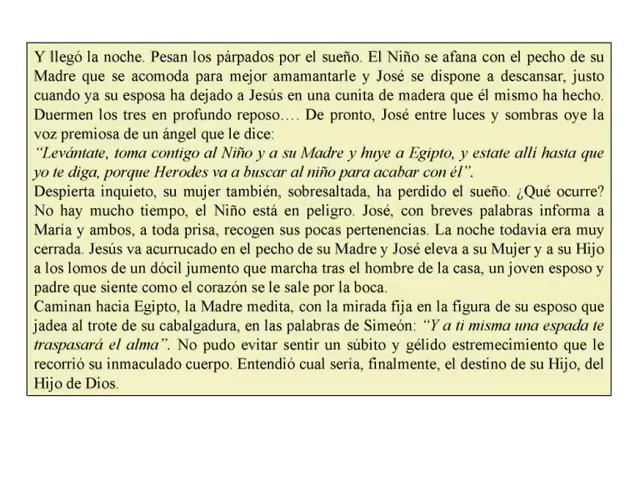 Y llegó la noche. Pesan los párpados por el sueño. El Niño se afana con el pecho de su
Madre que se acomoda para mejor amamantarle y José se dispone a descansar, justo
cuando ya su esposa ha dejado a Jesús en una cunita de madera que él mismo ha hecho.
Duermen los tres en profundo reposo…. De pronto, José entre luces y sombras oye la
voz premiosa de un ángel que le dice:
“Levántate, toma contigo al Niño y a su Madre y huye a Egipto, y estate allí hasta que
yo te diga, porque Herodes va a buscar al niño para acabar con él”.
Despierta inquieto, su mujer también, sobresaltada, ha perdido el sueño. ¿Qué ocurre?
No hay mucho tiempo, el Niño está en peligro. José, con breves palabras informa a
María y ambos, a toda prisa, recogen sus pocas pertenencias. La noche todavía era muy
cerrada. Jesús va acurrucado en el pecho de su Madre y José eleva a su Mujer y a su Hijo
a los lomos de un dócil jumento que marcha tras el hombre de la casa, un joven esposo y
padre que siente como el corazón se le sale por la boca.
Caminan hacia Egipto, la Madre medita, con la mirada fija en la figura de su esposo que
jadea al trote de su cabalgadura, en las palabras de Simeón: “Y a ti misma una espada te
traspasará el alma”. No pudo evitar sentir un súbito y gélido estremecimiento que le
recorrió su inmaculado cuerpo. Entendió cual sería, finalmente, el destino de su Hijo, del
Hijo de Dios.